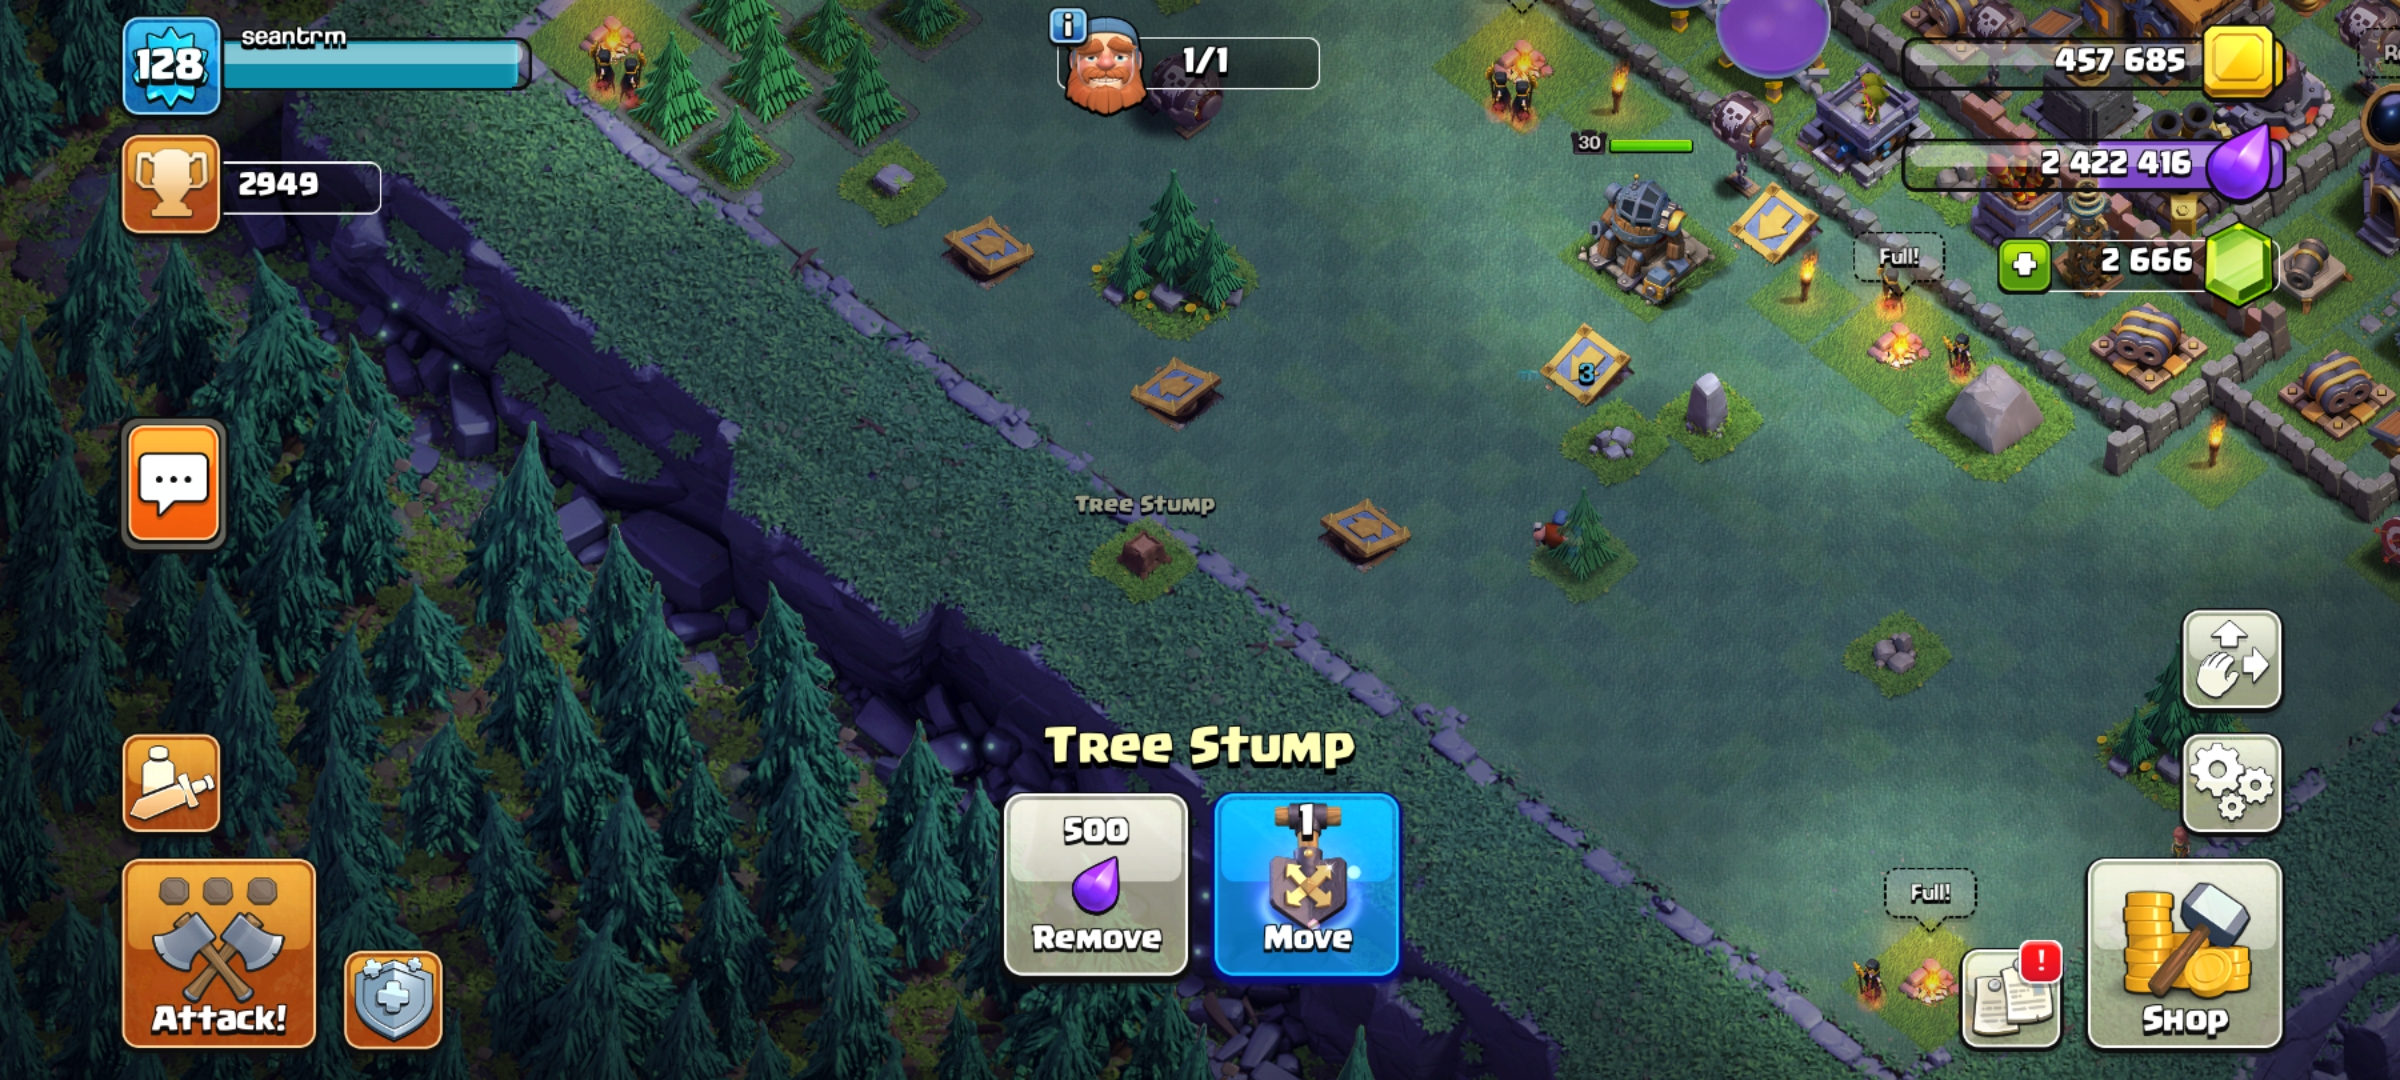 128
seantrm
1/1
457 685
2949
30
2 422 416
Full!
2 666
3
Tree Stump
Tree Stump
500
Remove
1
Move
Full!
!
Attack!
Shop